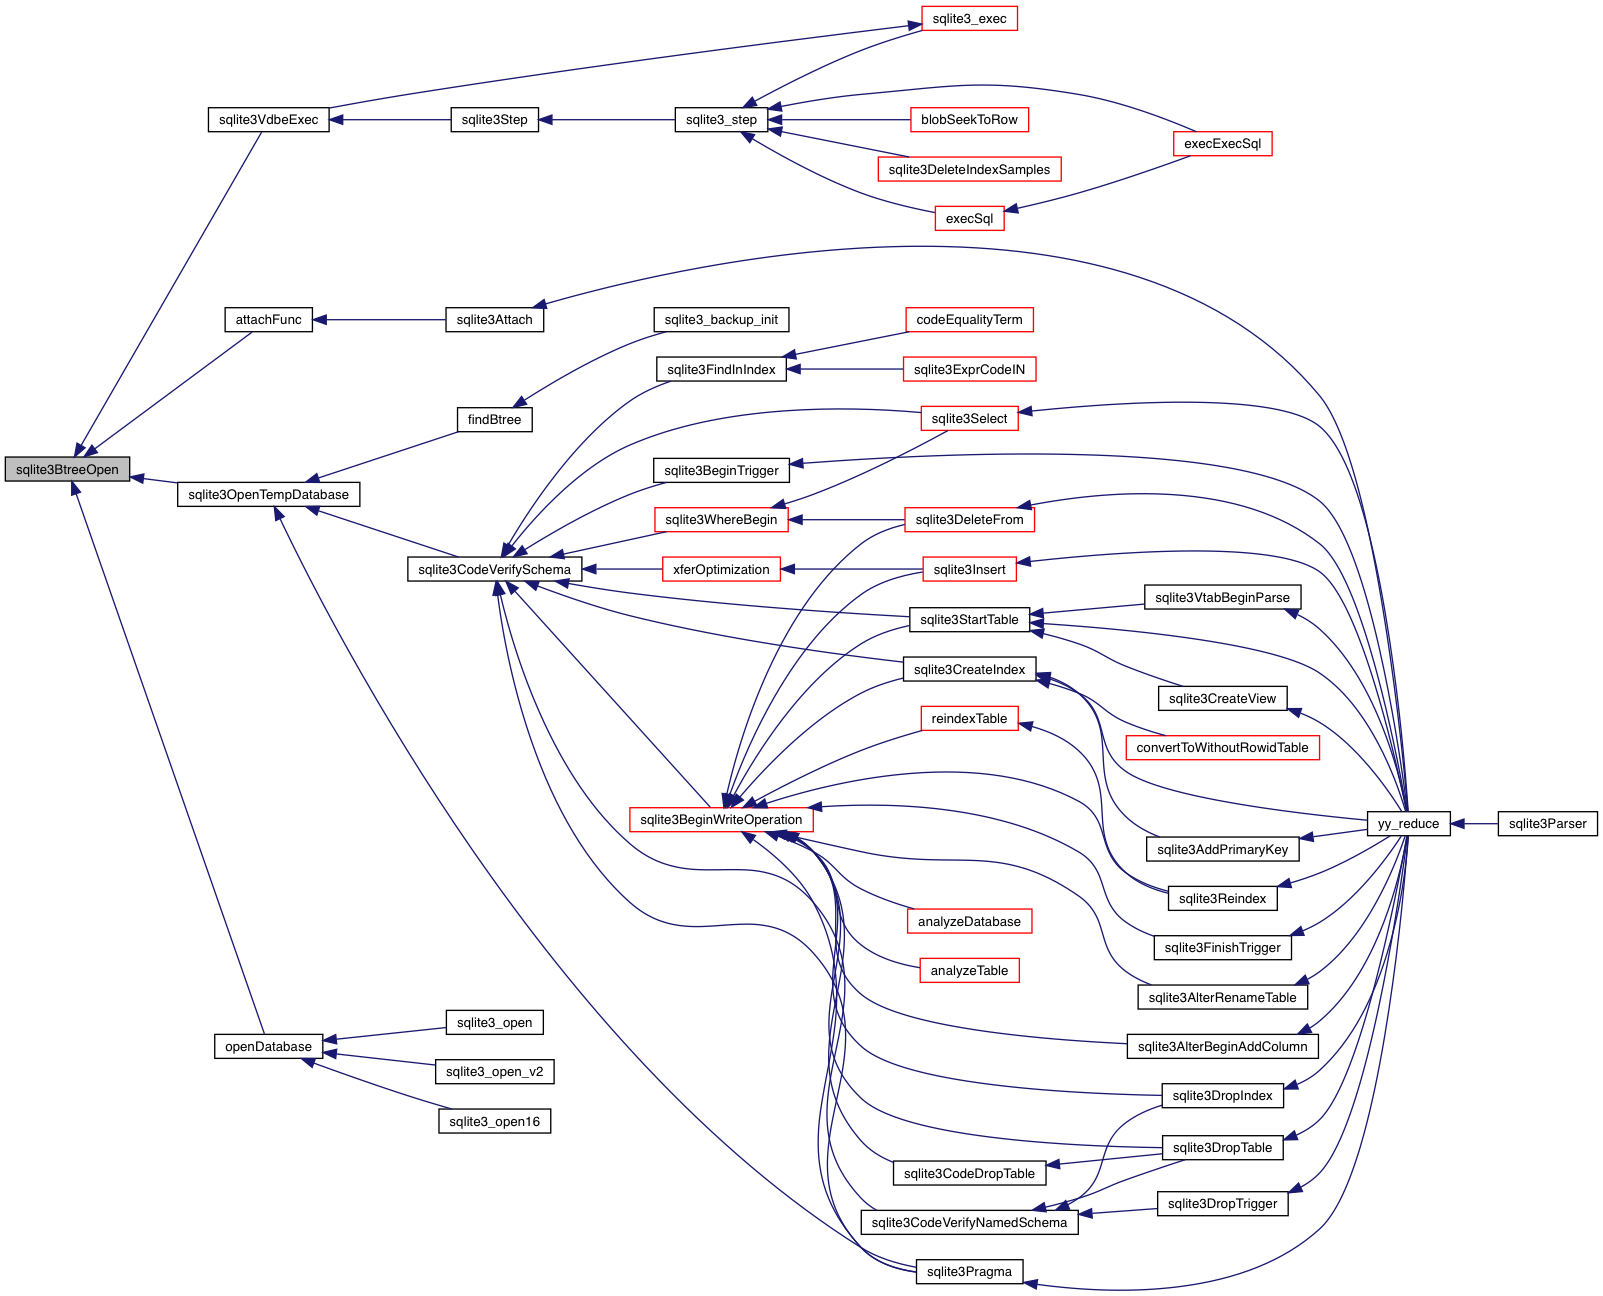 sqlite3_exec
sqlite3VdbeExec
sqlite3Step
sqlite3_step
blobSeekToRow
execExecSql
sqlite3DeleteIndexSamples
execSql
attachFunc
sqlite3Attach
sqlite3_backup_init
codeEqualityTerm
sqlite3FindInIndex
sqlite3ExprCodeIN
findBtree
sqlite3Select
sqlite3BtreeOpen
sqlite3BeginTrigger
sqlite3OpenTempDatabase
sqlite3WhereBegin
sqlite3DeleteFrom
sqlite3CodeVerifySchema
xferOptimization
sqlite3Insert
sqlite3VtabBeginParse
sqlite3StartTable
sqlite3CreateIndex
sqlite3CreateView
reindexTable
convertToWithoutRowidTable
sqlite3BeginWriteOperation
yy_reduce
sqlite3Parser
sqlite3AddPrimaryKey
sqlite3Reindex
analyzeDatabase
sqlite3FinishTrigger
analyzeTable
sqlite3AlterRenameTable
sqlite3_open
openDatabase
sqlite3AlterBeginAddColumn
sqlite3_open_v2
sqlite3DropIndex
sqlite3_open16
sqlite3DropTable
sqlite3CodeDropTable
sqlite3DropTrigger
sqlite3CodeVerifyNamedSchema
sqlite3Pragma